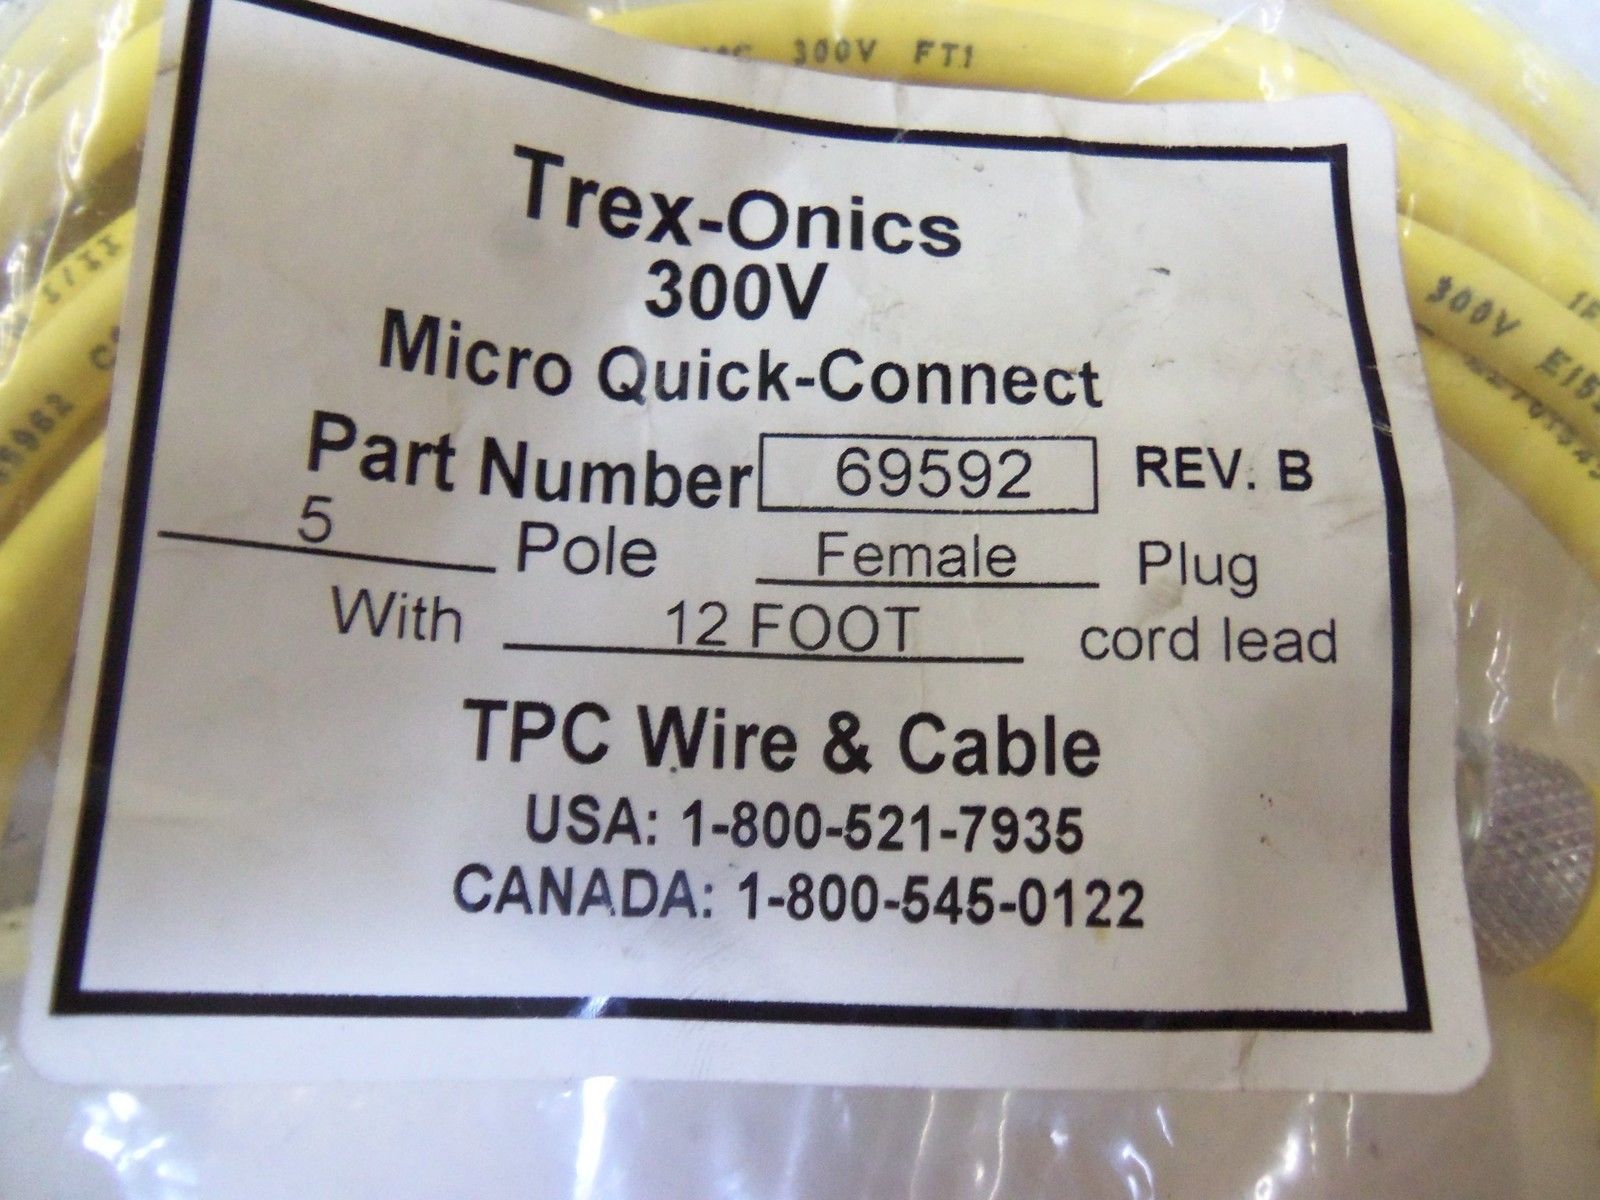 300V FT1
Trex-Onics
300V
Micro Quick-Connect
Part Number 69592 REV. B
5 Pole Female Plug
With 12 FOOT cord lead
TPC Wire & Cable
USA: 1-800-521-7935
CANADA: 1-800-545-0122
300V